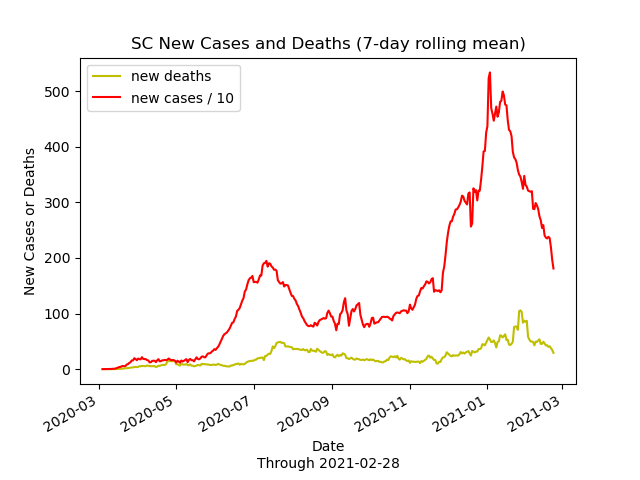 SC New Cases and Deaths (7-day rolling mean)
new deaths
new cases / 10
New Cases or Deaths
500
400
300
200
100
0
2020-03
2020-05
2020-07
2020-09
2020-11
2021-01
2021-03
Date
Through 2021-02-28